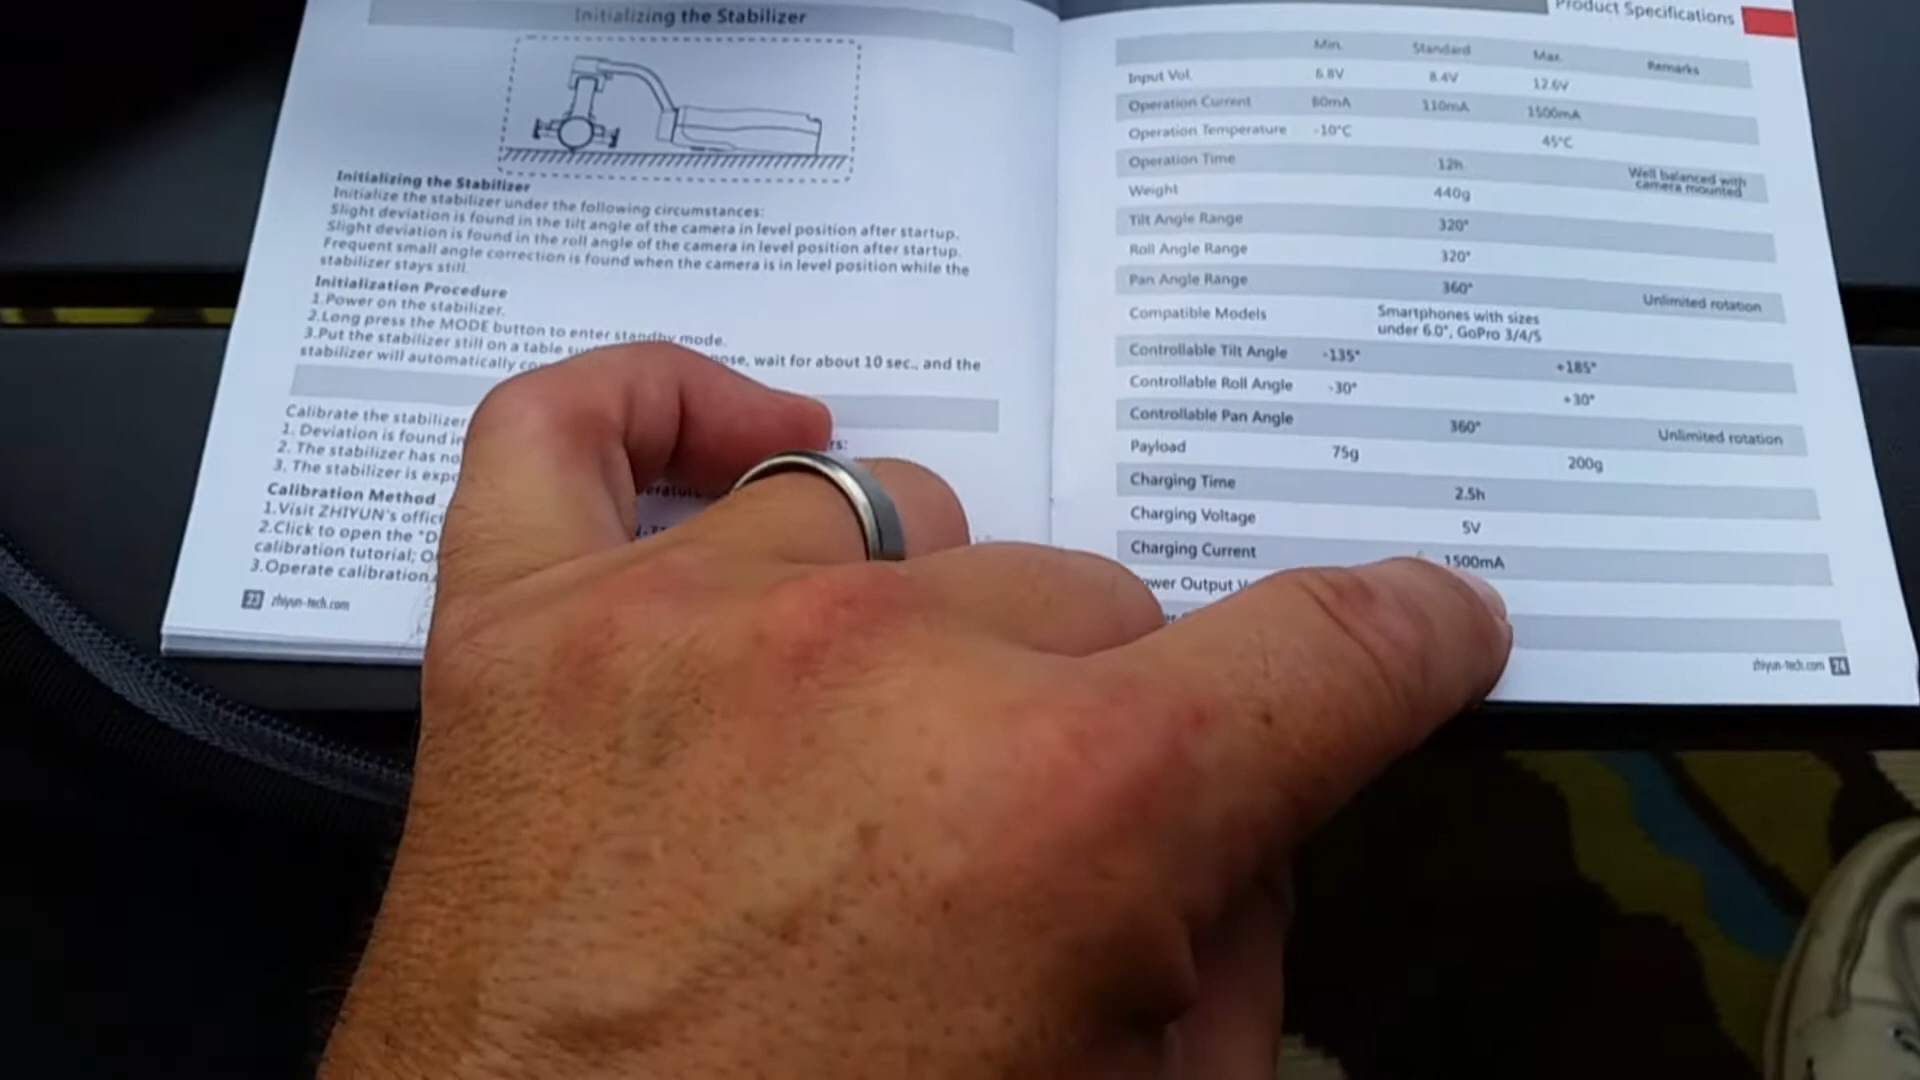 Initializing the Stabilizer
Initializing the Stabilizer
Initialize the stabilizer under the following circumstances:
Slight deviation is found in the tilt angle of the camera in level position after startup.
Slight deviation is found in the roll angle of the camera in level position after startup.
Frequent small angle correction is found when the camera is in level position while the
stabilizer stays still.
Initialization Procedure
1.Power on the stabilizer.
2.Long press the MODE button to enter standby mode.
3.Put the stabilizer still on a table wait for about 10 sec., and the
stabilizer will automatically
Calibrate the stabilizer
1. Deviation is found in
2. The stabilizer has
3. The stabilizer is
Calibration Method
1.Visit ZHIYUN's
2.Click to open the
calibration tutorial;
3.Operate calibration
23 zhiyun-tech.com
Product Specifications
Min. Standard Max. Remarks
Input Vol. 6.8V 8.4V 12.6V
Operation Current 80mA 110mA 1500mA
Operation Temperature -10°C 45°C
Operation Time 12h Well balanced with
camera mounted
Weight 440g
Tilt Angle Range 320°
Roll Angle Range 320°
Pan Angle Range 360° Unlimited rotation
Compatible Models Smartphones with sizes
under 6.0", GoPro 3/4/5
Controllable Tilt Angle -135° +185°
Controllable Roll Angle -30° +30°
Controllable Pan Angle 360° Unlimited rotation
Payload 75g 200g
Charging Time 2.5h
Charging Voltage 5V
Charging Current 1500mA
Output
zhiyun-tech.com 24